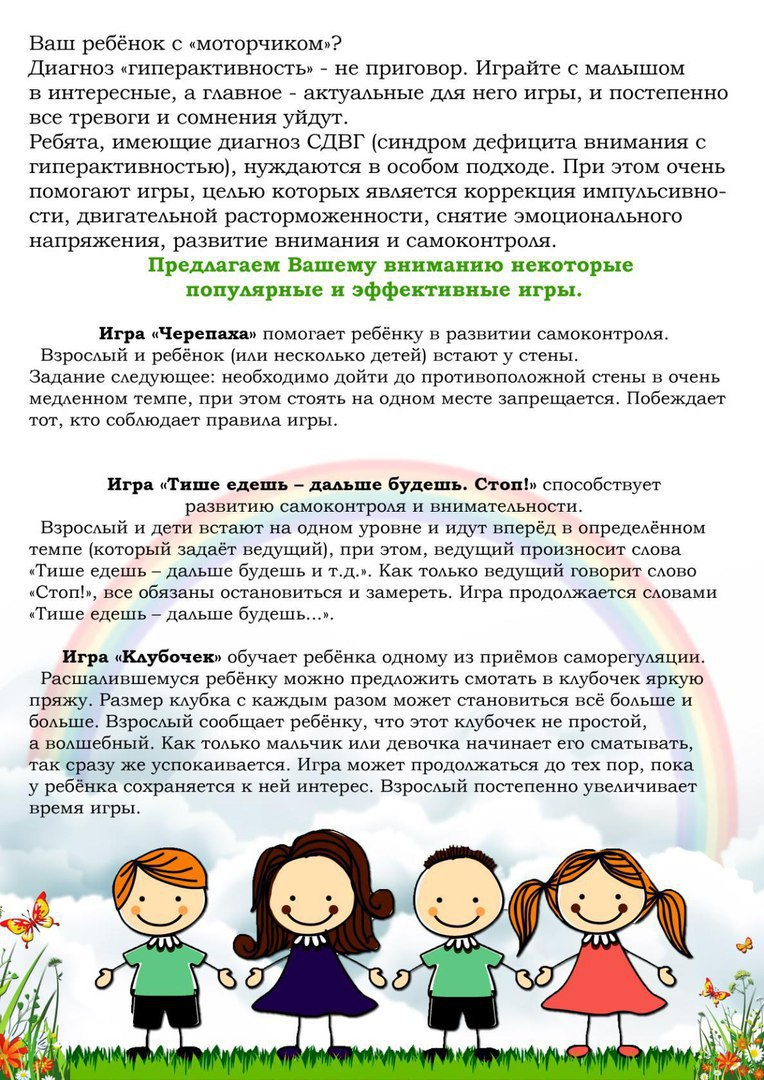 Ваш ребёнок с «моторчиком»?
Диагноз «гиперактивность» - не приговор. Играйте с малышом
в интересные, а главное - актуальные для него игры, и постепенно
все тревоги и сомнения уйдут.
Ребята, имеющие диагноз СДВГ (синдром дефицита внимания с
гиперактивностью), нуждаются в особом подходе. При этом очень
помогают игры, целью которых является коррекция импульсивно-
сти, двигательной расторможенности, снятие эмоционального
напряжения, развитие внимания и самоконтроля.
Предлагаем Вашему вниманию некоторые
популярные и эффективные игры.
Игра «Черепаха» помогает ребёнку в развитии самоконтроля.
Взрослый и ребёнок (или несколько детей) встают у стены.
Задание следующее: необходимо дойти до противоположной стены в очень
медленном темпе, при этом стоять на одном месте запрещается. Побеждает
тот, кто соблюдает правила игры.
Игра «Тише едешь – дальше будешь. Стоп!» способствует
развитию самоконтроля и внимательности.
Взрослый и дети встают на одном уровне и идут вперёд в определённом
темпе (который задаёт ведущий), при этом, ведущий произносит слова
«Тише едешь – дальше будешь и т.д.». Как только ведущий говорит слово
«Стоп!», все обязаны остановиться и замереть. Игра продолжается словами
«Тише едешь – дальше будешь...».
Игра «Клубочек» обучает ребёнка одному из приёмов саморегуляции.
Расшалившемуся ребёнку можно предложить смотать в клубочек яркую
пряжу. Размер клубка с каждым разом может становиться всё больше и
больше. Взрослый сообщает ребёнку, что этот клубочек не простой,
а волшебный. Как только мальчик или девочка начинает его сматывать,
так сразу же успокаивается. Игра может продолжаться до тех пор, пока
у ребёнка сохраняется к ней интерес. Взрослый постепенно увеличивает
время игры.